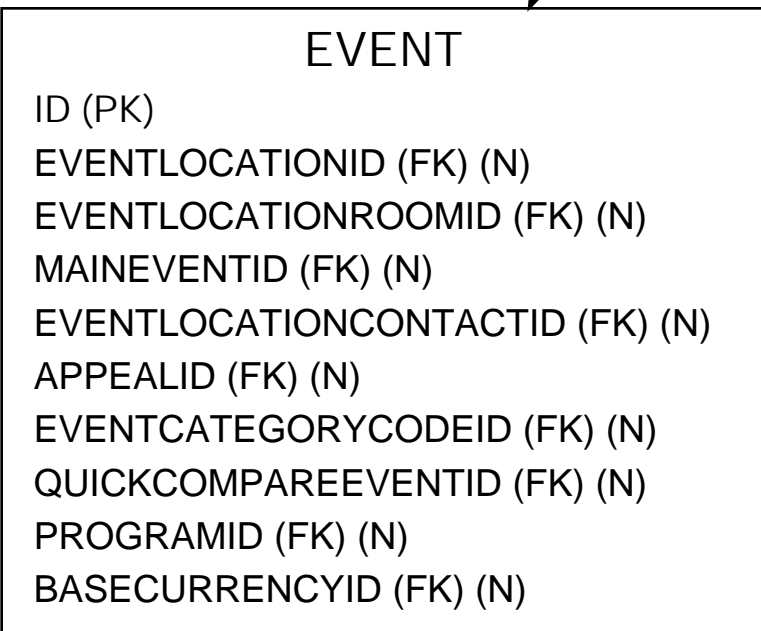 EVENT
ID (PK)
EVENTLOCATIONID (FK) (N)
EVENTLOCATIONROOMID (FK) (N)
MAINEVENTID (FK) (N)
EVENTLOCATIONCONTACTID (FK) (N)
APPEALID (FK) (N)
EVENTCATEGORYCODEID (FK) (N)
QUICKCOMPAREEVENTID (FK) (N)
PROGRAMID (FK) (N)
BASECURRENCYID (FK) (N)